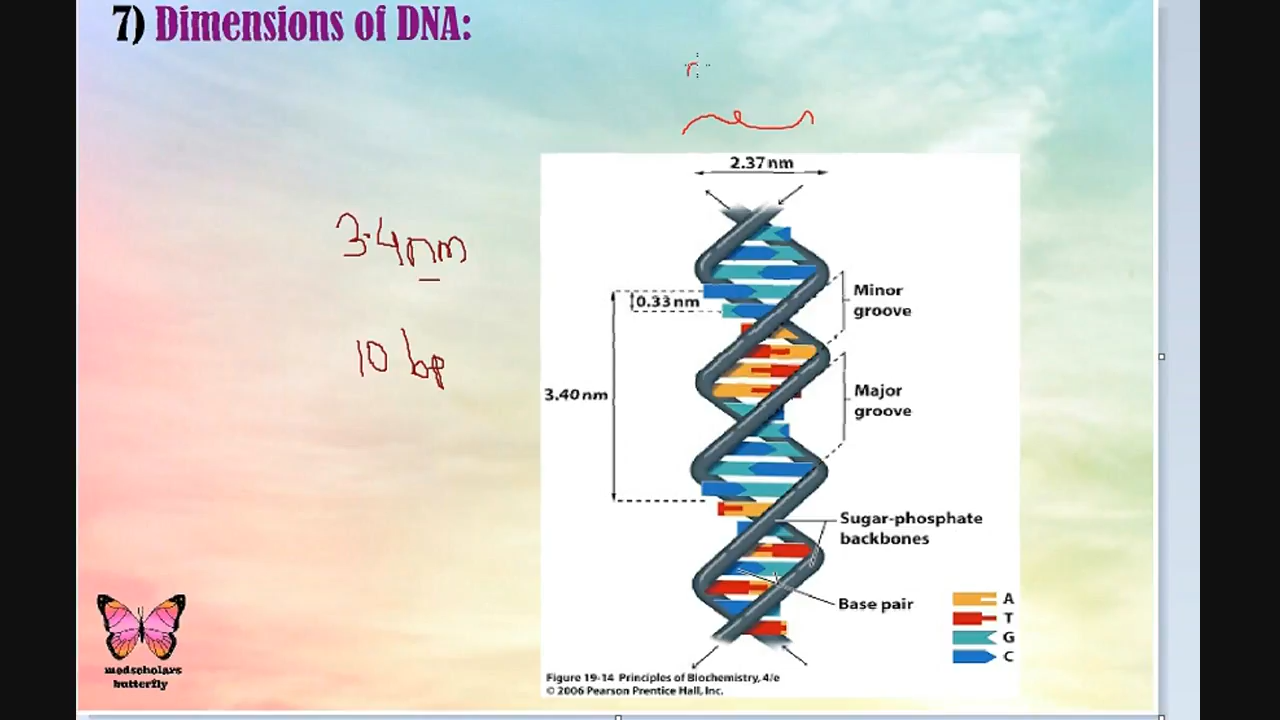 7) Dimensions of DNA:
r
2.37 nm
3.4nm
0.33 nm
Minor
groove
10 bp
3.40 nm
Major
groove
Sugar-phosphate
backbones
Base pair
A
T
G
C
medscholars
butterfly
Figure 19-14 Principles of Biochemistry, 4/e
© 2006 Pearson Prentice Hall, Inc.